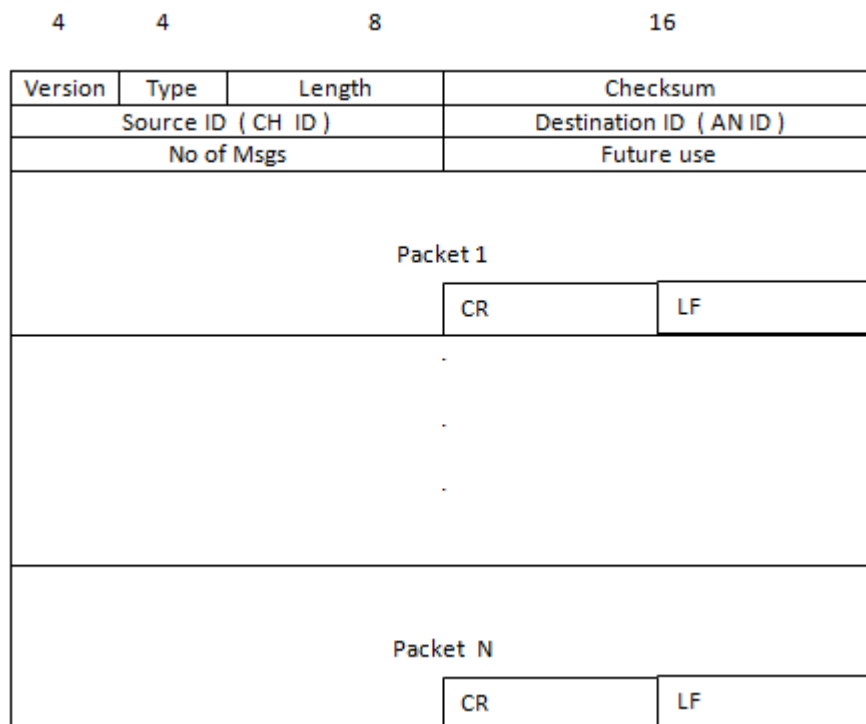 4 4 8 16
Version Type Length Checksum
Source ID ( CH ID ) Destination ID ( AN ID )
No of Msgs Future use
Packet 1
CR LF
.
.
.
Packet N
CR LF